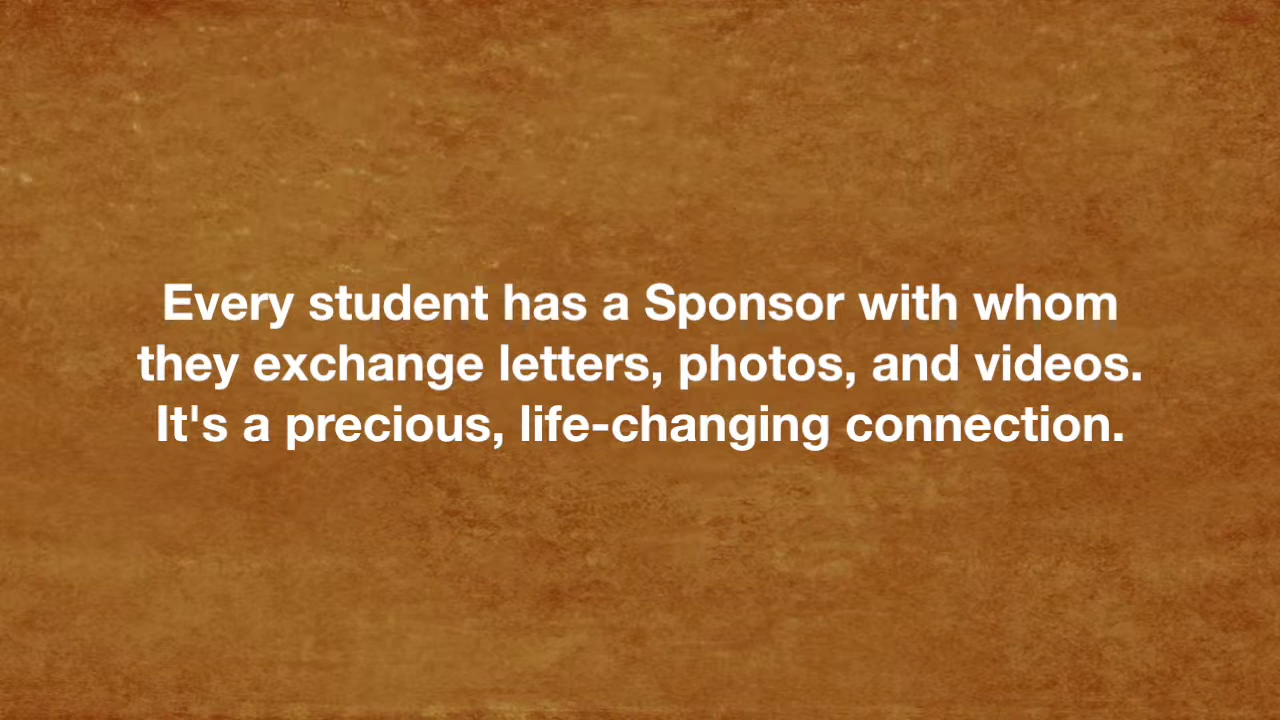 Every student has a Sponsor with whom
they exchange letters, photos, and videos.
It's a precious, life-changing connection.